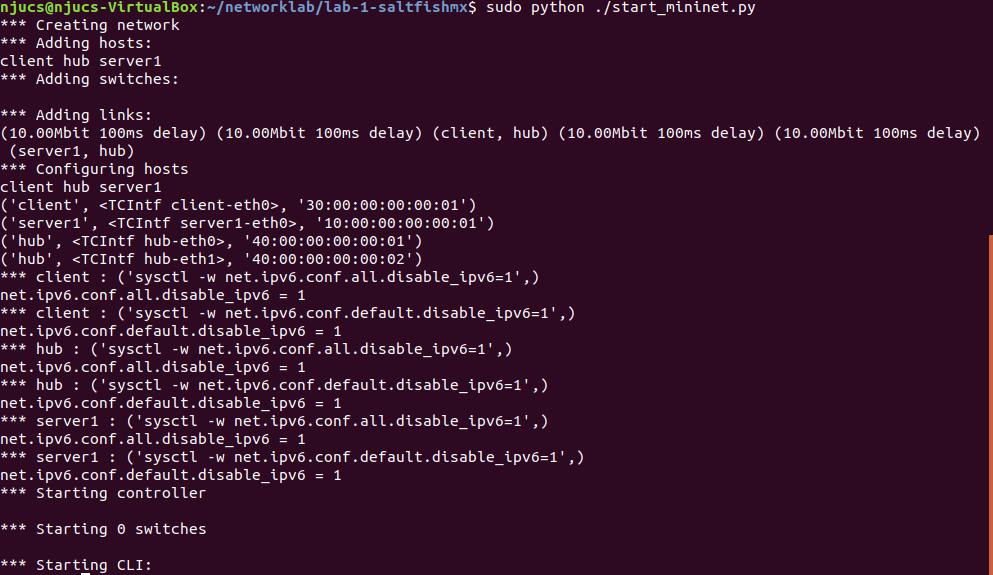 njucs@njucs-VirtualBox:~/networklab/lab-1-saltfishmx$ sudo python ./start_mininet.py
*** Creating network
*** Adding hosts:
client hub server1
*** Adding switches:

*** Adding links:
(10.00Mbit 100ms delay) (10.00Mbit 100ms delay) (client, hub) (10.00Mbit 100ms delay) (10.00Mbit 100ms delay)
 (server1, hub)
*** Configuring hosts
client hub server1
('client', <TCIntf client-eth0>, '30:00:00:00:00:01')
('server1', <TCIntf server1-eth0>, '10:00:00:00:00:01')
('hub', <TCIntf hub-eth0>, '40:00:00:00:00:01')
('hub', <TCIntf hub-eth1>, '40:00:00:00:00:02')
*** client : ('sysctl -w net.ipv6.conf.all.disable_ipv6=1',)
net.ipv6.conf.all.disable_ipv6 = 1
*** client : ('sysctl -w net.ipv6.conf.default.disable_ipv6=1',)
net.ipv6.conf.default.disable_ipv6 = 1
*** hub : ('sysctl -w net.ipv6.conf.all.disable_ipv6=1',)
net.ipv6.conf.all.disable_ipv6 = 1
*** hub : ('sysctl -w net.ipv6.conf.default.disable_ipv6=1',)
net.ipv6.conf.default.disable_ipv6 = 1
*** server1 : ('sysctl -w net.ipv6.conf.all.disable_ipv6=1',)
net.ipv6.conf.all.disable_ipv6 = 1
*** server1 : ('sysctl -w net.ipv6.conf.default.disable_ipv6=1',)
net.ipv6.conf.default.disable_ipv6 = 1
*** Starting controller

*** Starting 0 switches

*** Starting CLI: